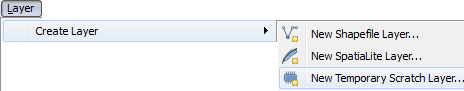 Layer
Create Layer
New Shapefile Layer...
New SpatiaLite Layer...
New Temporary Scratch Layer...